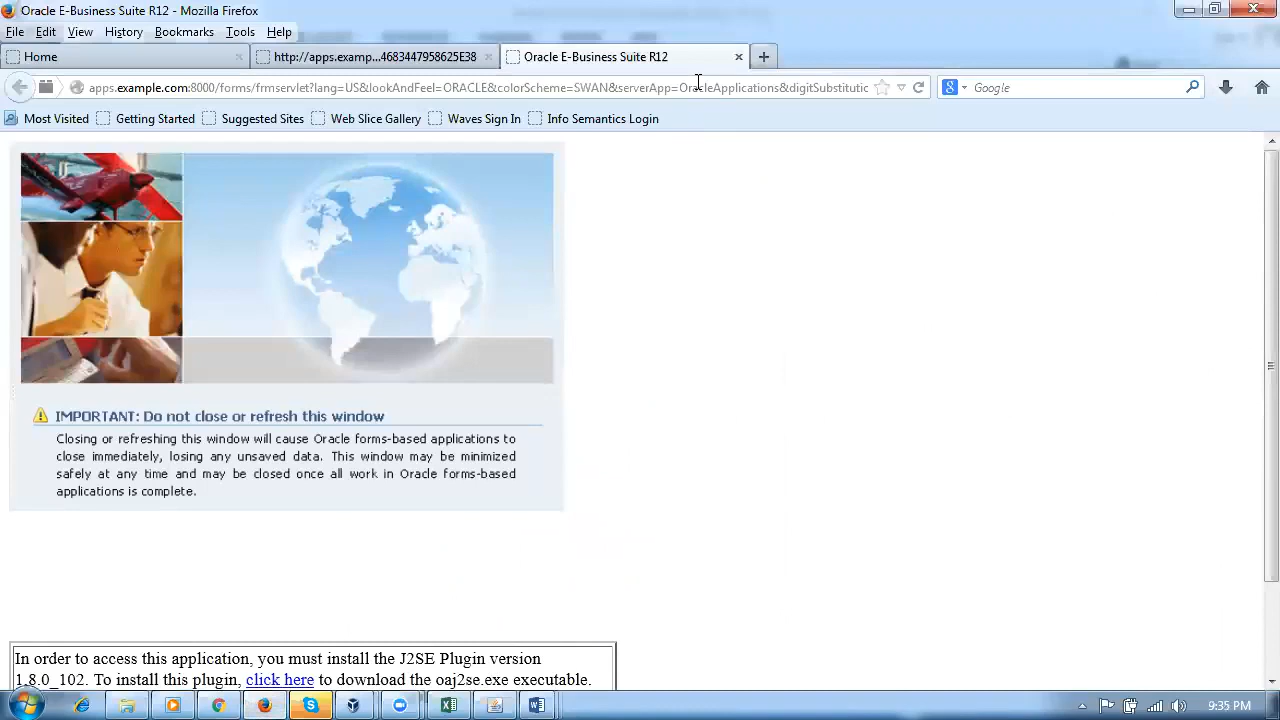 Oracle E-Business Suite R12 - Mozilla Firefox
File Edit View History Bookmarks Tools Help
Home
http://apps.examp...4683447958625E38
Oracle E-Business Suite R12
apps.example.com:8000/forms/frmservlet?lang=US&lookAndFeel=ORACLE&colorScheme=SWAN&serverApp=OracleApplications&digitSubstitutic
Google
Most Visited Getting Started Suggested Sites Web Slice Gallery Waves Sign In Info Semantics Login
IMPORTANT: Do not close or refresh this window
Closing or refreshing this window will cause Oracle forms-based applications to
close immediately, losing any unsaved data. This window may be minimized
safely at any time and may be closed once all work in Oracle forms-based
applications is complete.
In order to access this application, you must install the J2SE Plugin version
1.8.0_102. To install this plugin, click here to download the oaj2se.exe executable.
9:35 PM